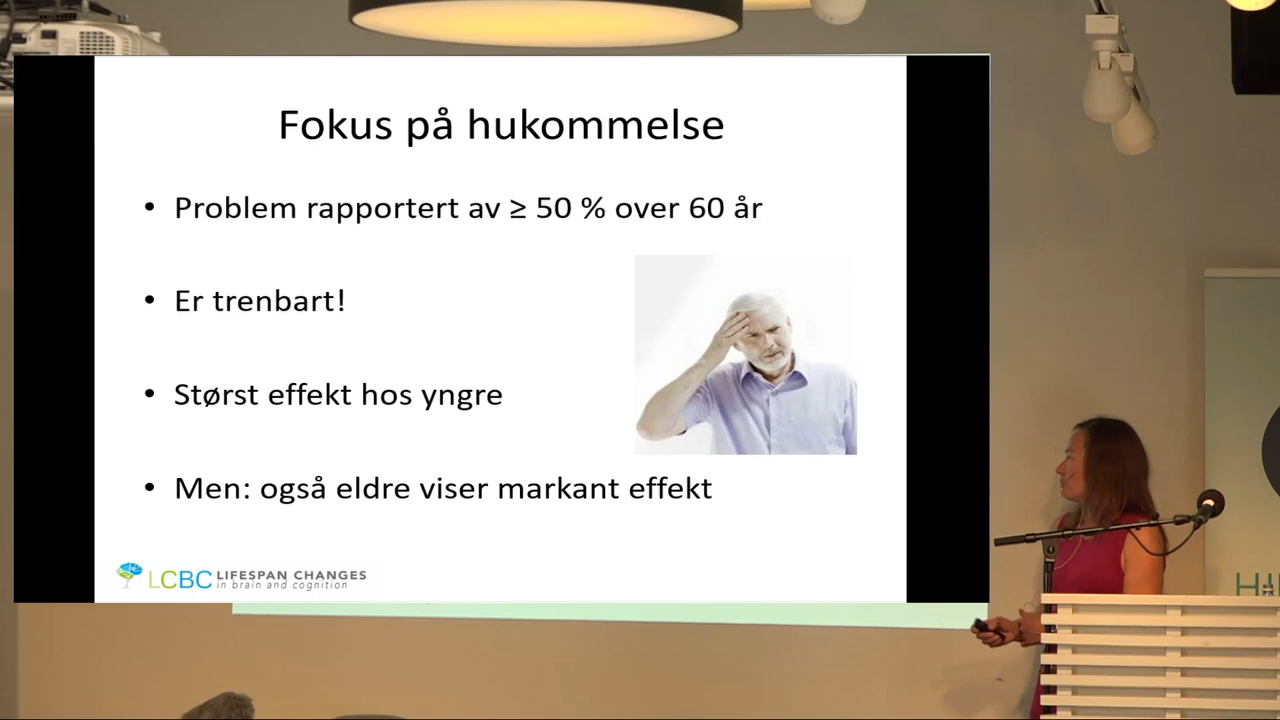 Fokus på hukommelse
• Problem rapportert av ≥ 50 % over 60 år
• Er trenbart!
• Størst effekt hos yngre
• Men: også eldre viser markant effekt
LCBC LIFESPAN CHANGES
in brain and cognition